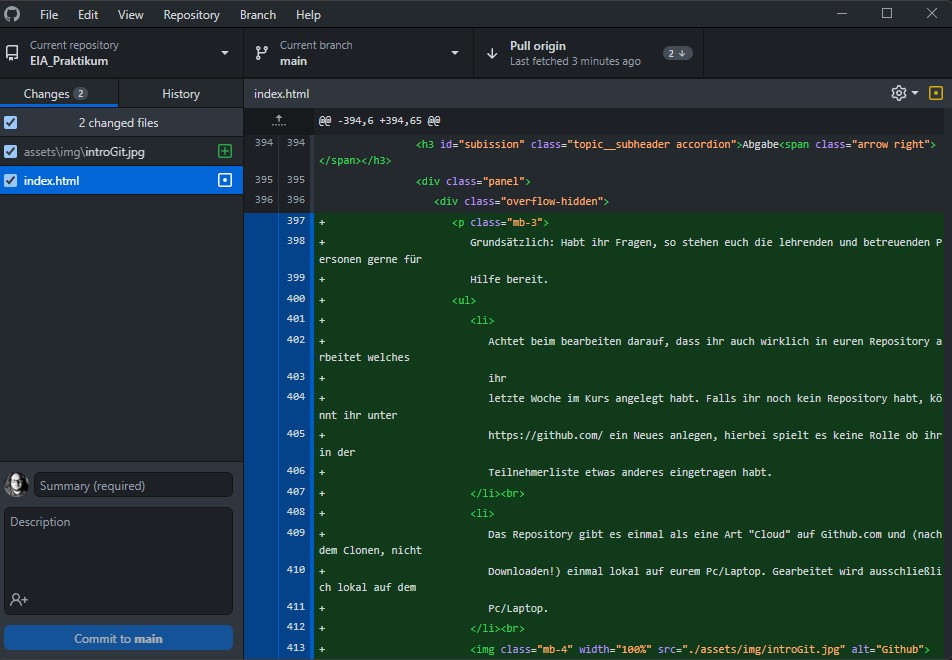 File Edit View Repository Branch Help
Current repository
EIA_Praktikum
Current branch
main
Pull origin
Last fetched 3 minutes ago
2
Changes 2
History
index.html
2 changed files
assets\img\introGit.jpg
index.html
@@ -394,6 +394,65 @@
394 394 <h3 id="subission" class="topic__subheader accordion">Abgabe<span class="arrow right">
</span></h3>
395 395 <div class="panel">
396 396 <div class="overflow-hidden">
397 + <p class="mb-3">
398 + Grundsätzlich: Habt ihr Fragen, so stehen euch die lehrenden und betreuenden P
ersonen gerne für
399 + Hilfe bereit.
400 + <ul>
401 + <li>
402 + Achtet beim bearbeiten darauf, dass ihr auch wirklich in euren Repository a
rbeitet welches
403 + ihr
404 + letzte Woche im Kurs angelegt habt. Falls ihr noch kein Repository habt, kö
nnt ihr unter
405 + https://github.com/ ein Neues anlegen, hierbei spielt es keine Rolle ob ihr
in der
406 + Teilnehmerliste etwas anderes eingetragen habt.
407 + </li><br>
408 + <li>
409 + Das Repository gibt es einmal als eine Art "Cloud" auf Github.com und (nach
dem Clonen, nicht
410 + Downloaden!) einmal lokal auf eurem Pc/Laptop. Gearbeitet wird ausschließli
ch lokal auf dem
411 + Pc/Laptop.
412 + </li><br>
413 + <img class="mb-4" width="100%" src="./assets/img/introGit.jpg" alt="Github">
Summary (required)
Description
Commit to main